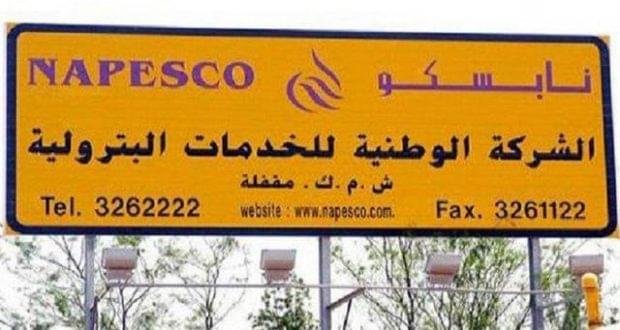 NAPESCO نابسكو
الشركة الوطنية للخدمات البترولية
ش . م . ك . مقفلة
Tel. 3262222 website : www.napesco.com. Fax. 3261122